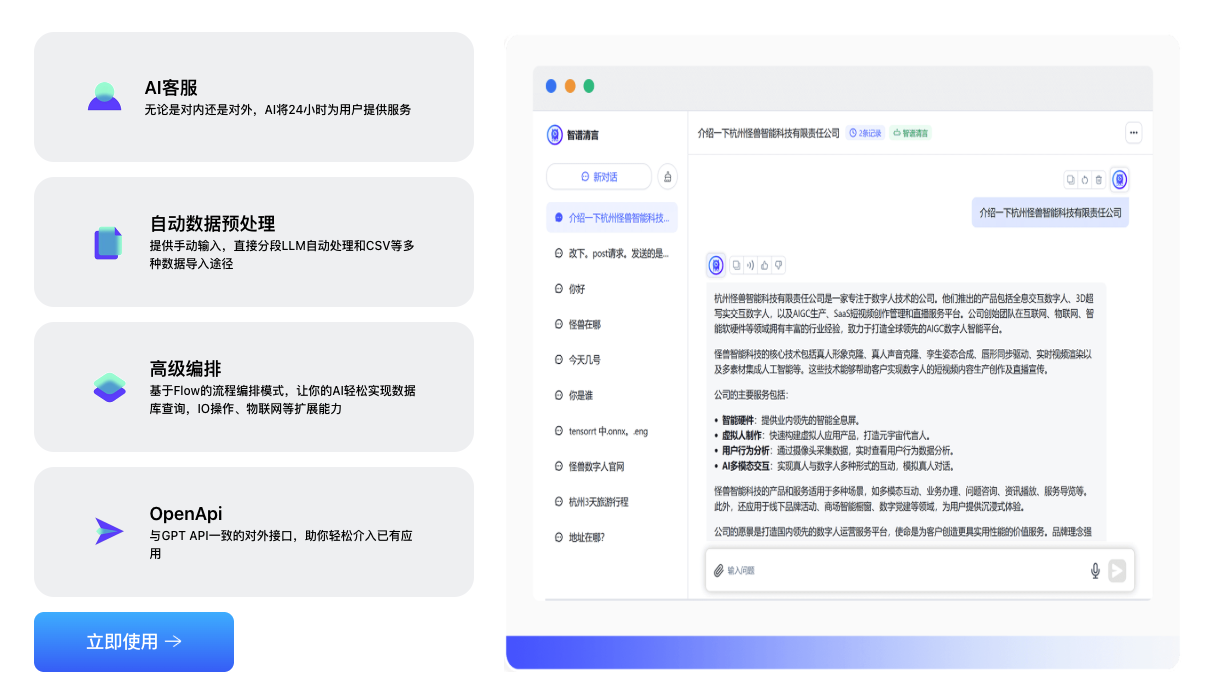 AI客服
无论是对内还是对外，AI将24小时为用户提供服务
自动数据预处理
提供手动输入，直接分段LLM自动处理和CSV等多
种数据导入途径
高级编排
基于Flow的流程编排模式，让你的AI轻松实现数据
库查询，IO操作、物联网等扩展能力
OpenApi
与GPT API一致的对外接口，助你轻松介入已有应
用
立即使用
智谱清言
新对话
介绍一下杭州怪兽智能科技...
改下。post请求。发送的是...
你好
怪兽在哪
今天几号
你是谁
tensorrt 中.onnx。.eng
怪兽数字人官网
杭州3天旅游行程
地址在哪?
介绍一下杭州怪兽智能科技有限责任公司
2条记录
智谱清言
介绍一下杭州怪兽智能科技有限责任公司
杭州怪兽智能科技有限责任公司是一家专注于数字人技术的公司。他们推出的产品包括全息交互数字人、3D超
写实交互数字人，以及AIGC生产、SaaS短视频创作管理和直播服务平台。公司创始团队在互联网、物联网、智
能软硬件等领域拥有丰富的行业经验，致力于打造全球领先的AIGC数字人智能平台。
怪兽智能科技的核心技术包括真人形象克隆、真人声音克隆、孪生姿态合成、唇形同步驱动、实时视频渲染以
及多素材集成人工智能等。这些技术能够帮助客户实现数字人的短视频内容生产创作及直播宣传。
公司的主要服务包括:
• 智能硬件：提供业内领先的智能全息屏。
• 虚拟人制作：快速构建虚拟人应用产品，打造元宇宙代言人。
• 用户行为分析：通过摄像头采集数据，实时查看用户行为数据分析。
• AI多模态交互：实现真人与数字人多种形式的互动，模拟真人对话。
怪兽智能科技的产品和服务适用于多种场景，如多模态互动、业务办理、问题咨询、资讯播放、服务导览等。
此外，还应用于线下品牌活动、商场智能橱窗、数字党建等领域，为用户提供沉浸式体验。
公司的愿景是打造国内领先的数字人运营服务平台，使命是为客户创造更具实用性能的价值服务。品牌理念强
输入问题